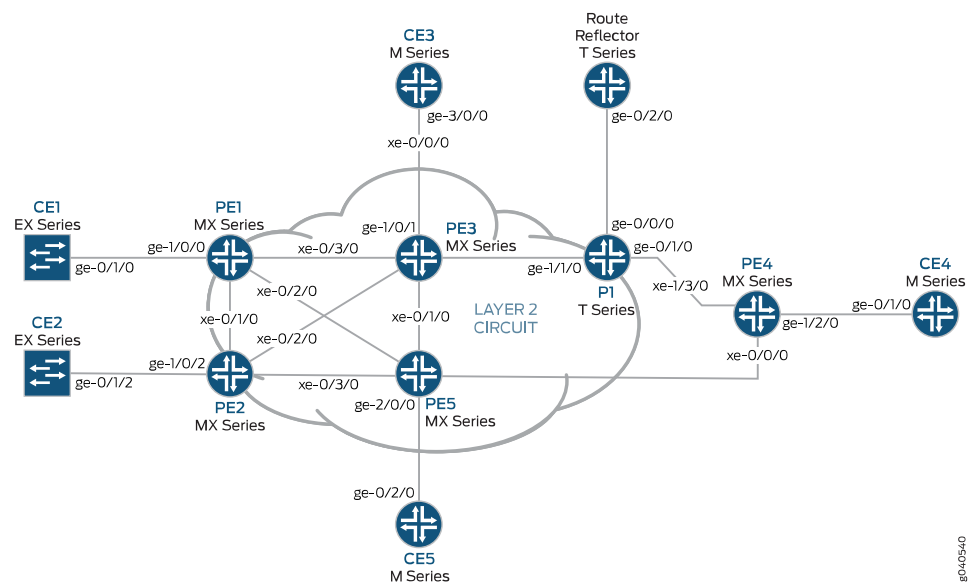 CE3
M Series
Route
Reflector
T Series
ge-3/0/0
ge-0/2/0
xe-0/0/0
CE1
EX Series
PE1
MX Series
ge-1/0/1
PE3
MX Series
ge-0/0/0
ge-1/0/0
xe-0/3/0
ge-0/1/0
ge-0/1/0
ge-1/1/0
PE4
MX Series
CE4
M Series
xe-0/2/0
xe-1/3/0
P1
T Series
ge-0/1/0
LAYER 2
CIRCUIT
xe-0/1/0
xe-0/1/0
ge-1/2/0
CE2
EX Series
xe-0/2/0
xe-0/0/0
ge-1/0/2
ge-0/1/2
xe-0/3/0
PE2
MX Series
ge-2/0/0
PE5
MX Series
ge-0/2/0
CE5
M Series
g040540